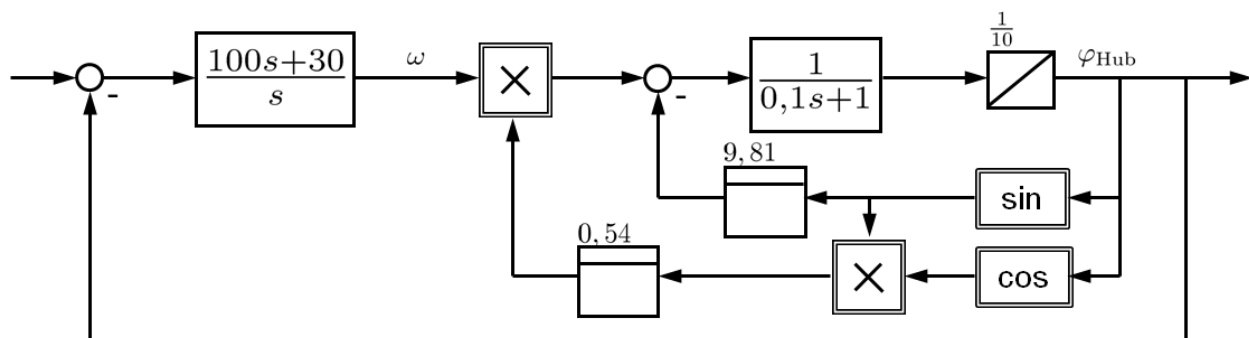 -
100s+30
s
ω
×
-
1
0,1s+1
1
10
φHub
9,81
sin
0,54
×
cos